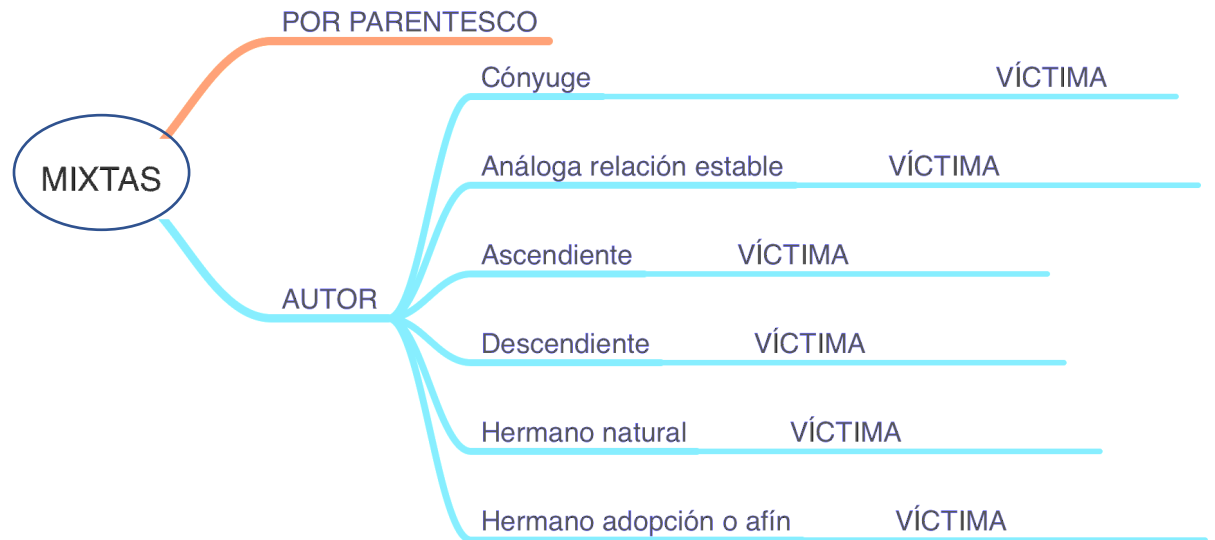 POR PARENTESCO
Cónyuge VÍCTIMA
MIXTAS
Análoga relación estable VÍCTIMA
Ascendiente VÍCTIMA
AUTOR
Descendiente VÍCTIMA
Hermano natural VÍCTIMA
Hermano adopción o afín VÍCTIMA